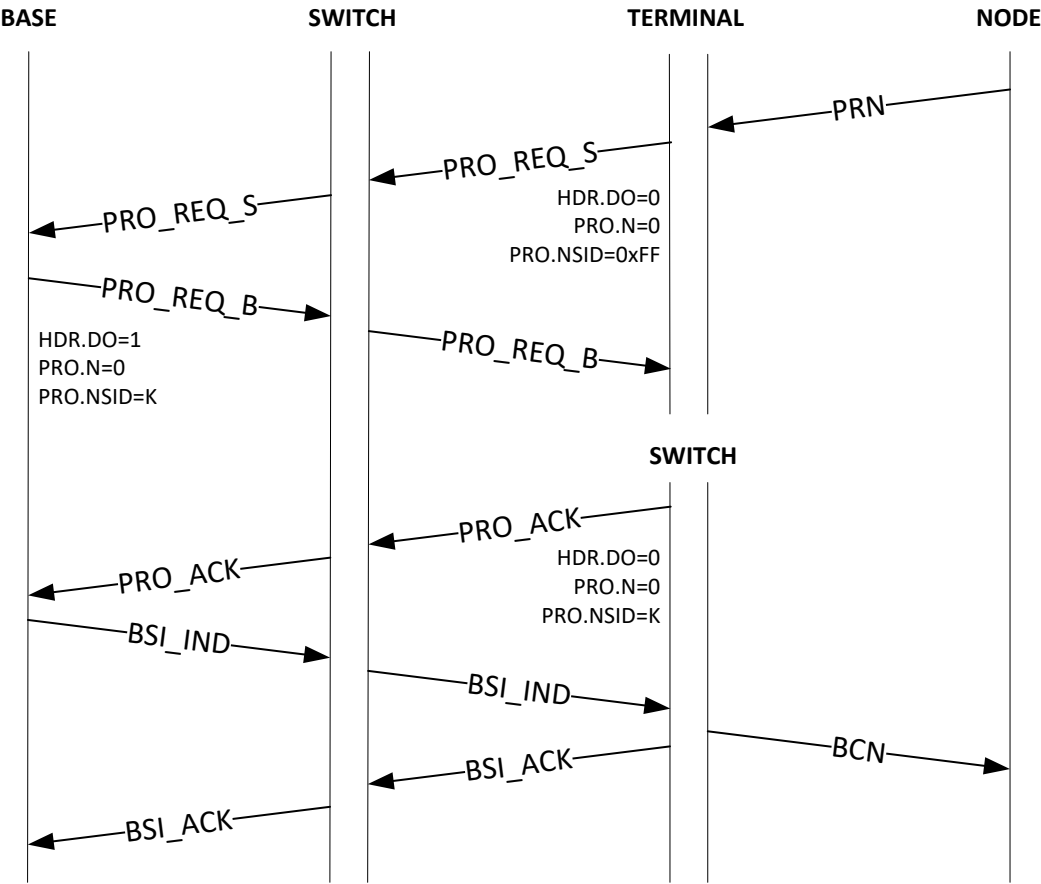 BASE
SWITCH
TERMINAL
NODE
PRN
PRO_REQ_S
HDR.DO=0
PRO.N=0
PRO.NSID=0xFF
PRO_REQ_S
PRO_REQ_B
HDR.DO=1
PRO.N=0
PRO.NSID=K
PRO_REQ_B
SWITCH
PRO_ACK
HDR.DO=0
PRO.N=0
PRO.NSID=K
PRO_ACK
BSI_IND
BSI_IND
BCN
BSI_ACK
BSI_ACK